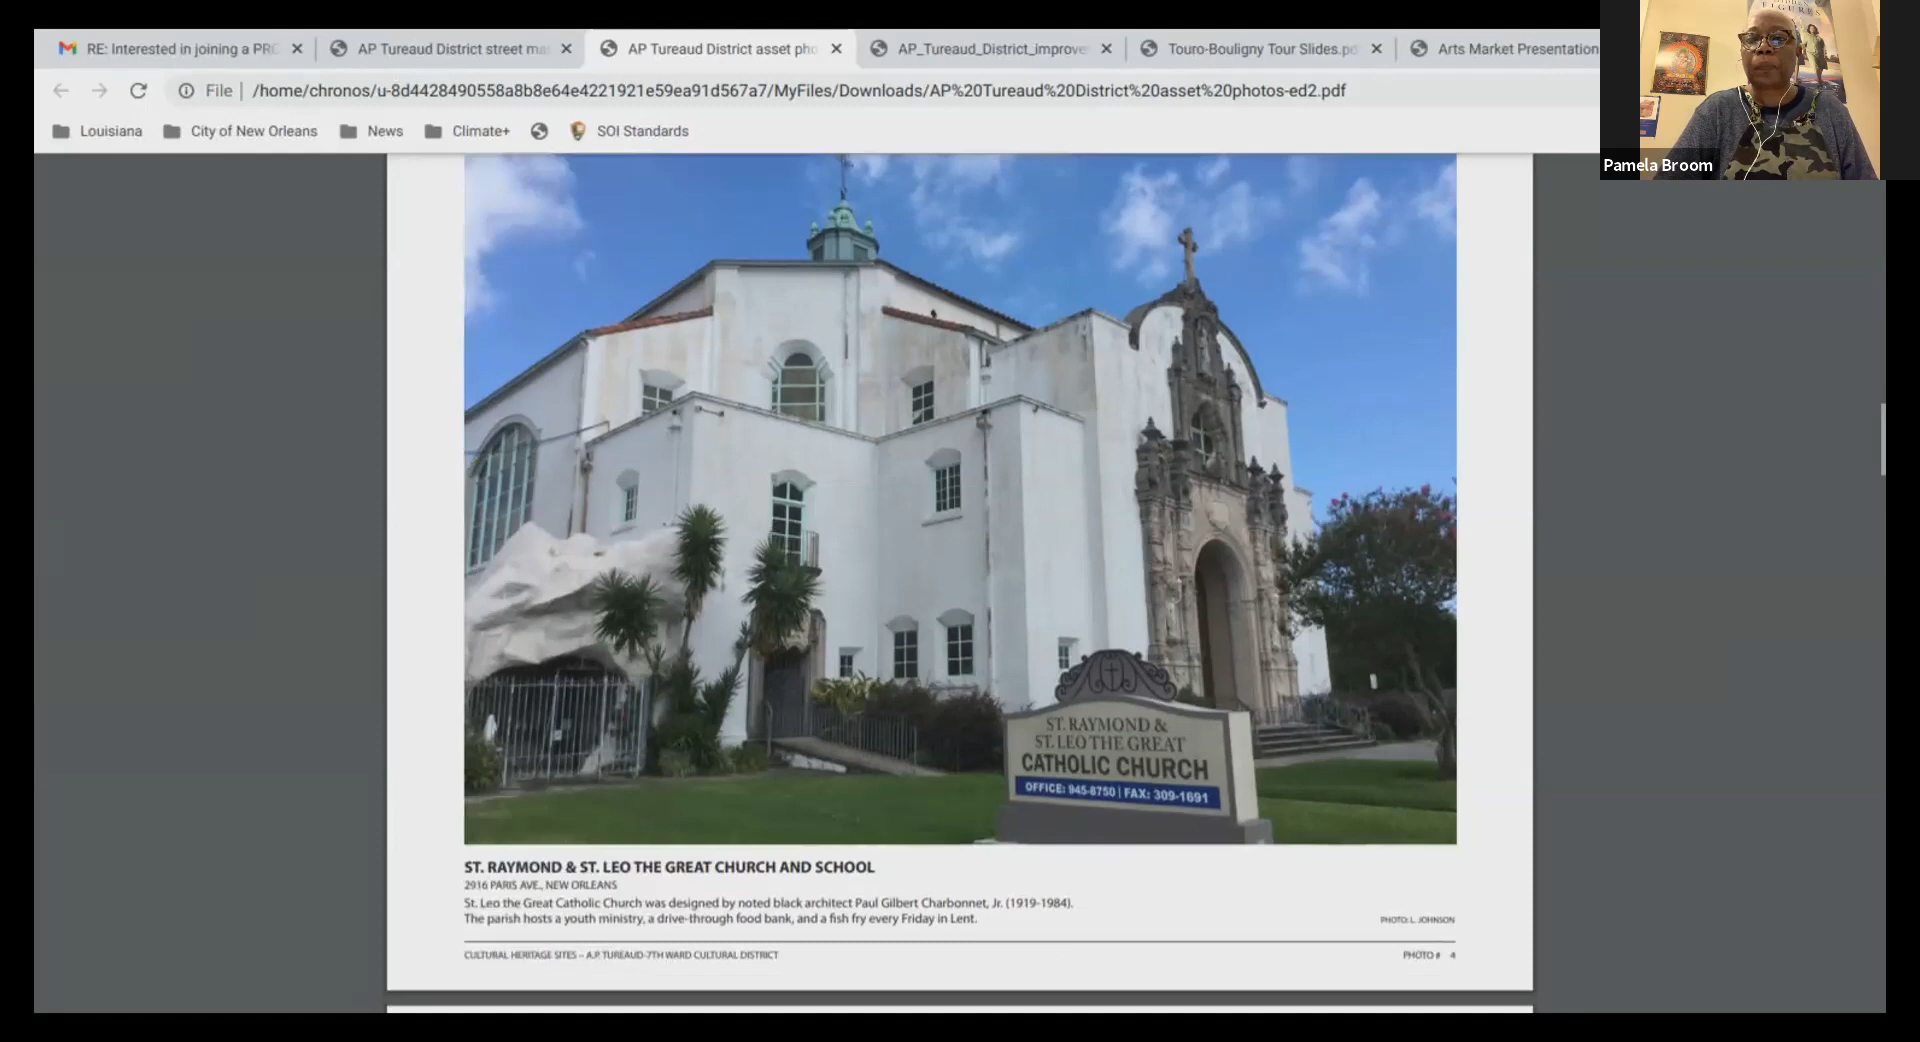 RE: Interested in joining a PRC
AP Tureaud District street ma
AP Tureaud District asset pho
AP_Tureaud_District_improve
Touro-Bouligny Tour Slides.pd
Arts Market Presentation
File | /home/chronos/u-8d4428490558a8b8e64e4221921e59ea91d567a7/MyFiles/Downloads/AP%20Tureaud%20District%20asset%20photos-ed2.pdf
Louisiana
City of New Orleans
News
Climate+
SOI Standards
FIGURES
Pamela Broom
ST. RAYMOND &
ST. LEO THE GREAT
CATHOLIC CHURCH
OFFICE: 945-8750 | FAX: 309-1691
ST. RAYMOND & ST. LEO THE GREAT CHURCH AND SCHOOL
2916 PARIS AVE., NEW ORLEANS
St. Leo the Great Catholic Church was designed by noted black architect Paul Gilbert Charbonnet, Jr. (1919-1984).
The parish hosts a youth ministry, a drive-through food bank, and a fish fry every Friday in Lent.
PHOTO: L. JOHNSON
CULTURAL HERITAGE SITES – A.P. TUREAUD-7TH WARD CULTURAL DISTRICT
PHOTO # 4